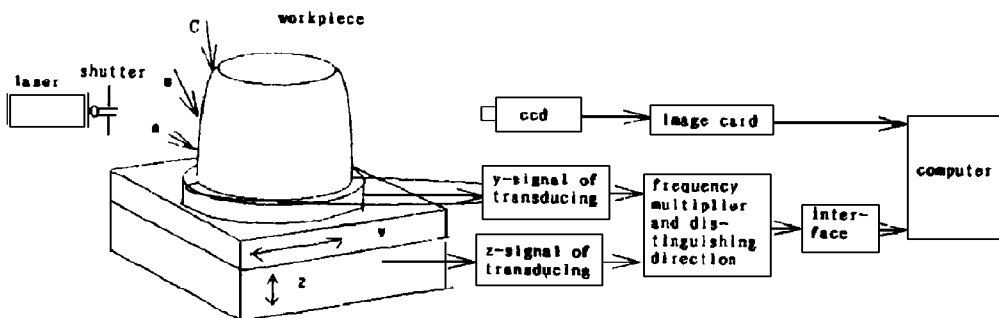 workpiece
C
laser
shutter
B
A
ccd
image card
computer
y-signal of
transducing
frequency
multiplier
and dis-
tinguishing
direction
inter-
face
z-signal of
transducing
y
z